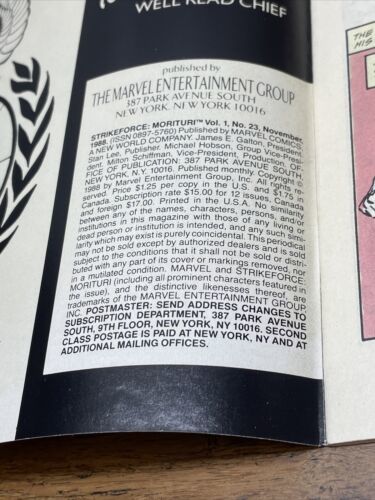 WELL READ CHIEF
published by
THE MARVEL ENTERTAINMENT GROUP
387 PARK AVENUE SOUTH
NEW YORK, NEW YORK 10016
STRIKEFORCE: MORITURI™ Vol. 1, No. 23, November,
1988. (ISSN 0897-5760) Published by MARVEL COMICS,
A NEW WORLD COMPANY. James E. Galton, President.
Stan Lee, Publisher. Michael Hobson, Group Vice-President,
Milton Schiffman, Vice-President, Production. OF-
FICE OF PUBLICATION: 387 PARK AVENUE SOUTH,
NEW YORK, N.Y. 10016. Published monthly. Copyright ©
1988 by Marvel Entertainment Group, Inc. All rights re-
served. Price $1.25 per copy in the U.S. and $1.75 in
Canada. Subscription rate $15.00 for 12 issues, Canada,
and foreign $17.00. Printed in the U.S.A. No similarity
between any of the names, characters, persons, and/or
institutions in this magazine with those of any living or
dead person or institution is intended, and any such simi-
larity which may exist is purely coincidental. This periodical
may not be sold except by authorized dealers and is sold
subject to the conditions that it shall not be sold or distri-
buted with any part of its cover or markings removed, nor
in a mutilated condition. MARVEL and STRIKEFORCE:
MORITURI (including all prominent characters featured in
the issue), and the distinctive likenesses thereof, are
trademarks of the MARVEL ENTERTAINMENT GROUP
INC. POSTMASTER: SEND ADDRESS CHANGES TO
SUBSCRIPTION DEPARTMENT, 387 PARK AVENUE
SOUTH, 9TH FLOOR, NEW YORK, NY 10016. SECOND
CLASS POSTAGE IS PAID AT NEW YORK, NY AND AT
ADDITIONAL MAILING OFFICES.
THE
HIS